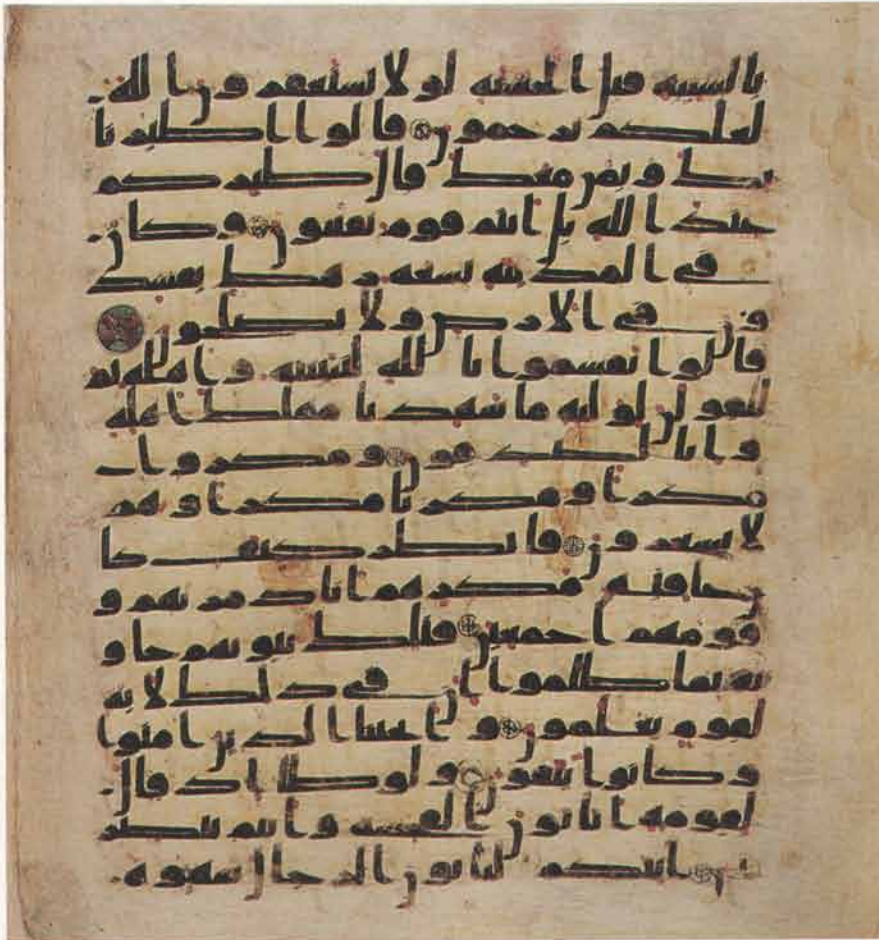 بالسيئة قبل الحسنة لولا تستغفرون الله
لعلكم ترحمون قالوا اطيرنا
بك وبمن معك قال طئركم
عند الله بل انتم قوم تفتنون وكان
في المدينة تسعة رهط يفسد
ون في الارض ولا يصلحون
قالوا تقسموا بالله لنبيتنه واهله ثم
لنقولن لوليه ما شهدنا مهلك اهله
وانا لصدقون ومكروا
مكرا ومكرنا مكرا وهم
لا يشعرون فانظر كيف كا
ن عاقبة مكرهم انا دمرنهم و
قومهم اجمعين فتلك بيوتهم خاو
ية بما ظلموا ان في ذلك لاية
لقوم يعلمون وانجينا الذين امنوا
وكانوا يتقون ولوطا اذ قال
لقومه اتاتون الفحشة وانتم تبصر
ون اينكم لتاتون الرجال شهوة